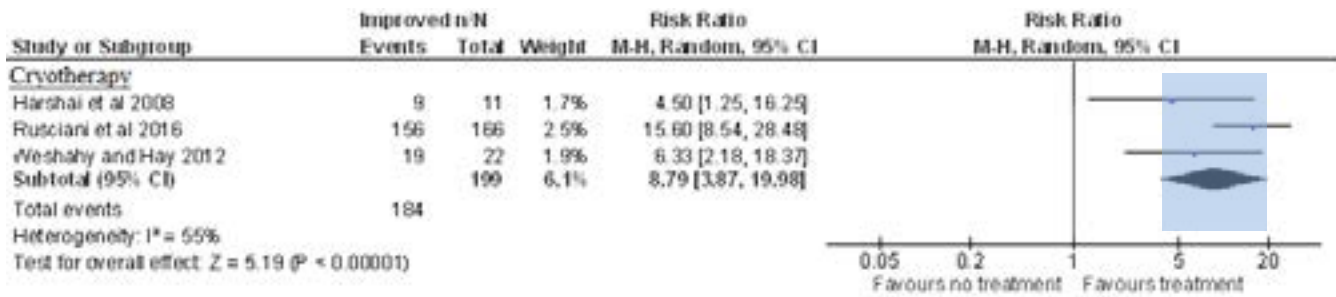 Improved n/N Risk Ratio Risk Ratio
Study or Subgroup Events Total Weight M-H, Random, 95% CI M-H, Random, 95% CI
Cryotherapy
Harshai et al 2008 9 11 1.7% 4.50 [1.25, 16.25]
Rusciani et al 2016 156 166 2.5% 15.60 [8.54, 28.48]
Weshahy and Hay 2012 19 22 1.9% 6.33 [2.18, 18.37]
Subtotal (95% CI) 199 6.1% 8.79 [3.87, 19.98]
Total events 184
Heterogeneity: I² = 55%
Test for overall effect: Z = 5.19 (P < 0.00001)
0.05 0.2 1 5 20
Favours no treatment Favours treatment